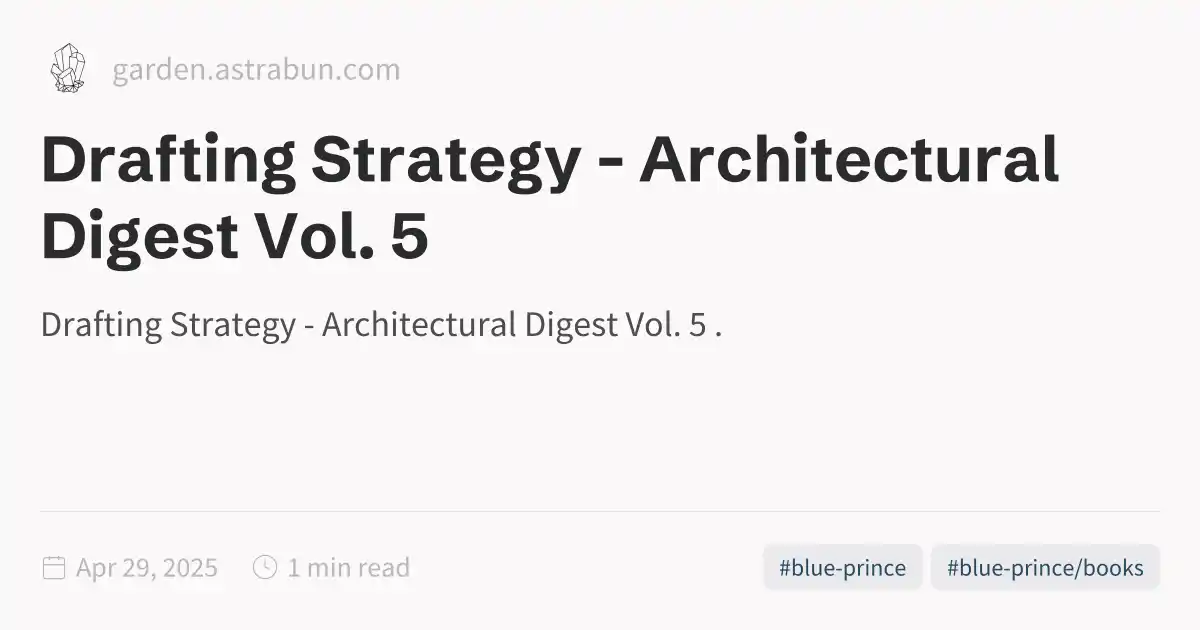 garden.astrabun.com
Drafting Strategy - Architectural
Digest Vol. 5
Drafting Strategy - Architectural Digest Vol. 5 .
Apr 29, 2025
1 min read
#blue-prince
#blue-prince/books